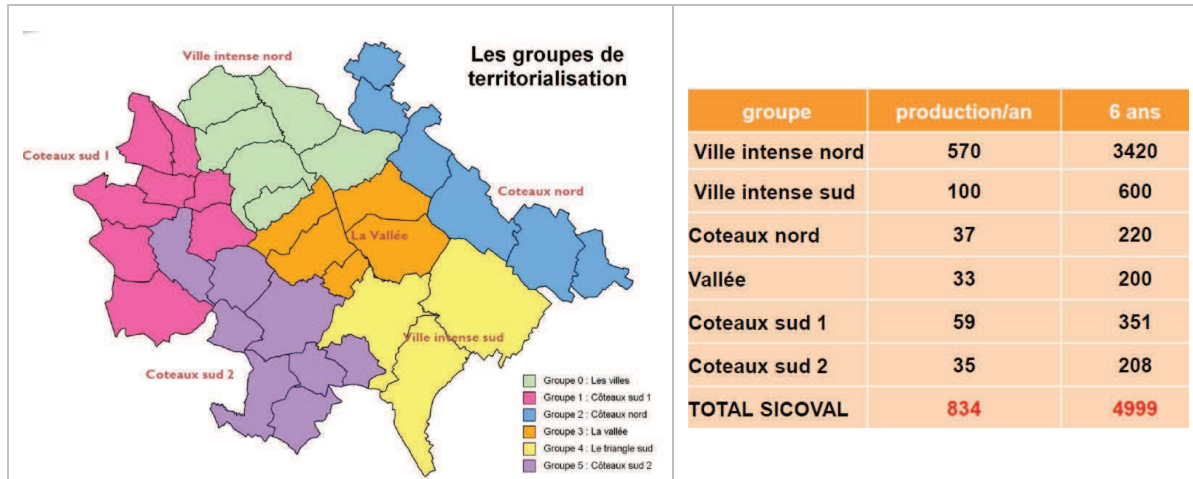 Les groupes de
territorialisation
Ville intense nord
Coteaux sud 1
Coteaux nord
La Vallée
Ville intense sud
Coteaux sud 2
Groupe 0 : Les villes
Groupe 1 : Côteaux sud 1
Groupe 2 : Côteaux nord
Groupe 3 : La vallée
Groupe 4 : Le triangle sud
Groupe 5 : Côteaux sud 2
groupe production/an 6 ans
Ville intense nord 570 3420
Ville intense sud 100 600
Coteaux nord 37 220
Vallée 33 200
Coteaux sud 1 59 351
Coteaux sud 2 35 208
TOTAL SICOVAL 834 4999